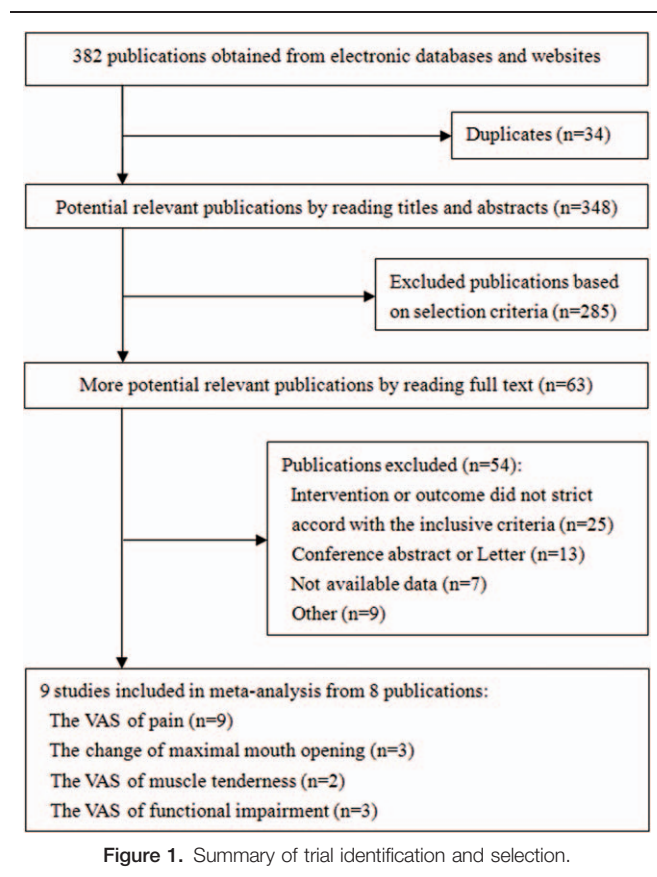 382 publications obtained from electronic databases and websites
Duplicates (n=34)
Potential relevant publications by reading titles and abstracts (n=348)
Excluded publications based
on selection criteria (n=285)
More potential relevant publications by reading full text (n=63)
Publications excluded (n=54):
Intervention or outcome did not strict
accord with the inclusive criteria (n=25)
Conference abstract or Letter (n=13)
Not available data (n=7)
Other (n=9)
9 studies included in meta-analysis from 8 publications:
The VAS of pain (n=9)
The change of maximal mouth opening (n=3)
The VAS of muscle tenderness (n=2)
The VAS of functional impairment (n=3)
Figure 1. Summary of trial identification and selection.